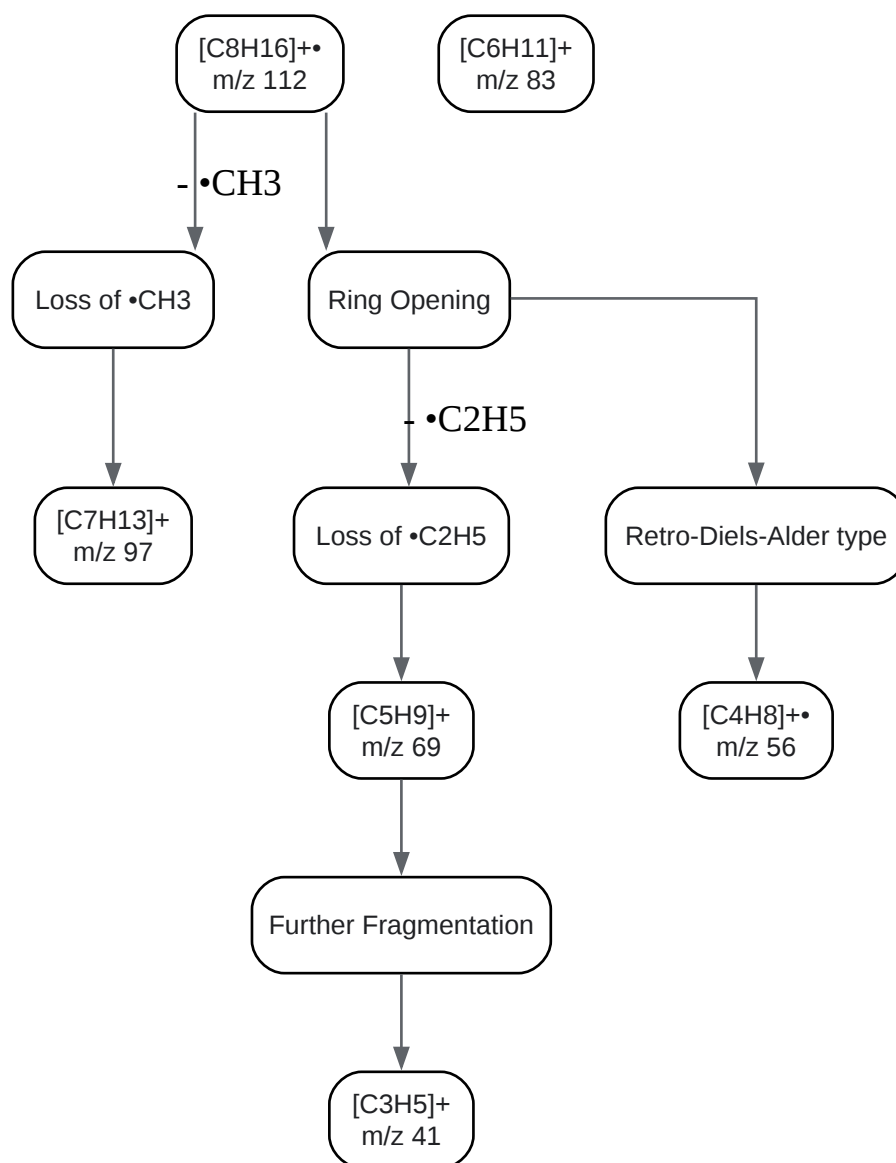 [C8H16]+•
m/z 112
[C6H11]+
m/z 83
- •CH3
Loss of •CH3
Ring Opening
- •C2H5
[C7H13]+
m/z 97
Loss of •C2H5
Retro-Diels-Alder type
[C5H9]+
m/z 69
[C4H8]+•
m/z 56
Further Fragmentation
[C3H5]+
m/z 41